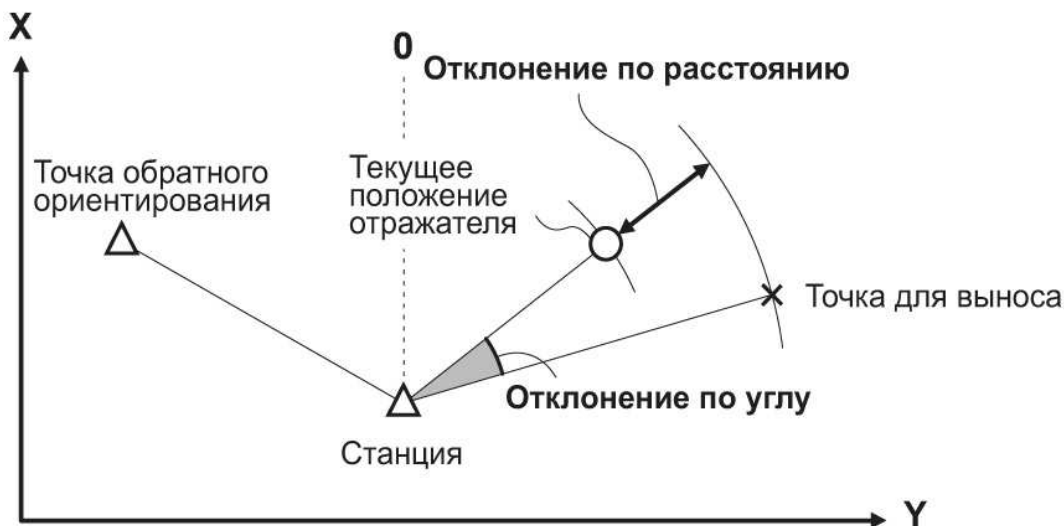 X
0
Отклонение по расстоянию
Точка обратного
ориентирования
Текущее
положение
отражателя
Точка для выноса
Отклонение по углу
Станция
Y